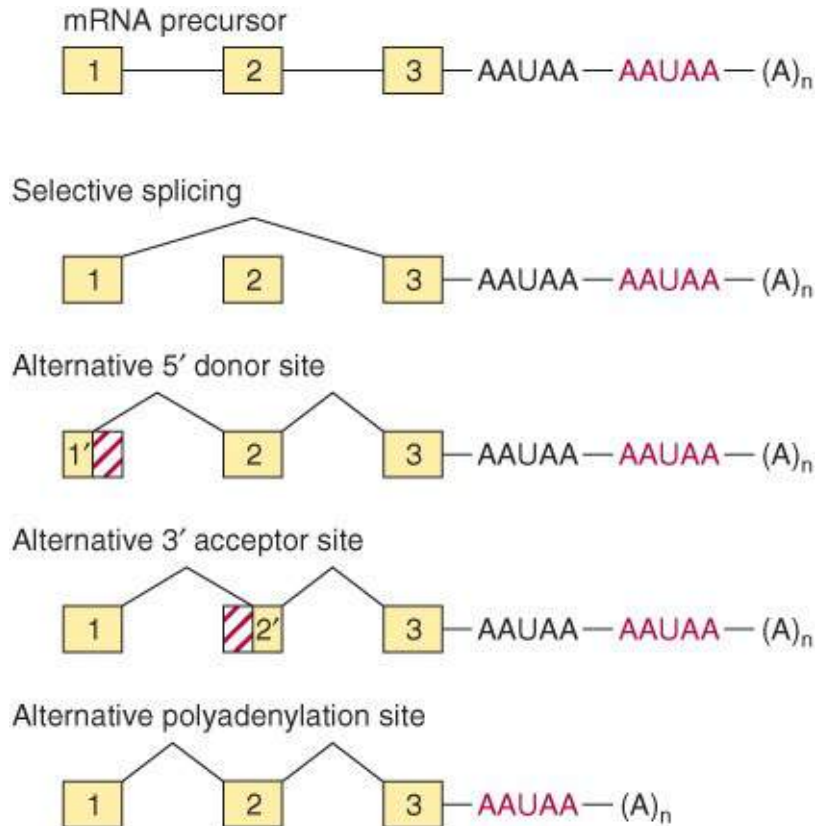 mRNA precursor
1 2 3 AAUAA AAUAA (A)n
Selective splicing
1 2 3 AAUAA AAUAA (A)n
Alternative 5′ donor site
1′ 2 3 AAUAA AAUAA (A)n
Alternative 3′ acceptor site
1 2′ 3 AAUAA AAUAA (A)n
Alternative polyadenylation site
1 2 3 AAUAA (A)n